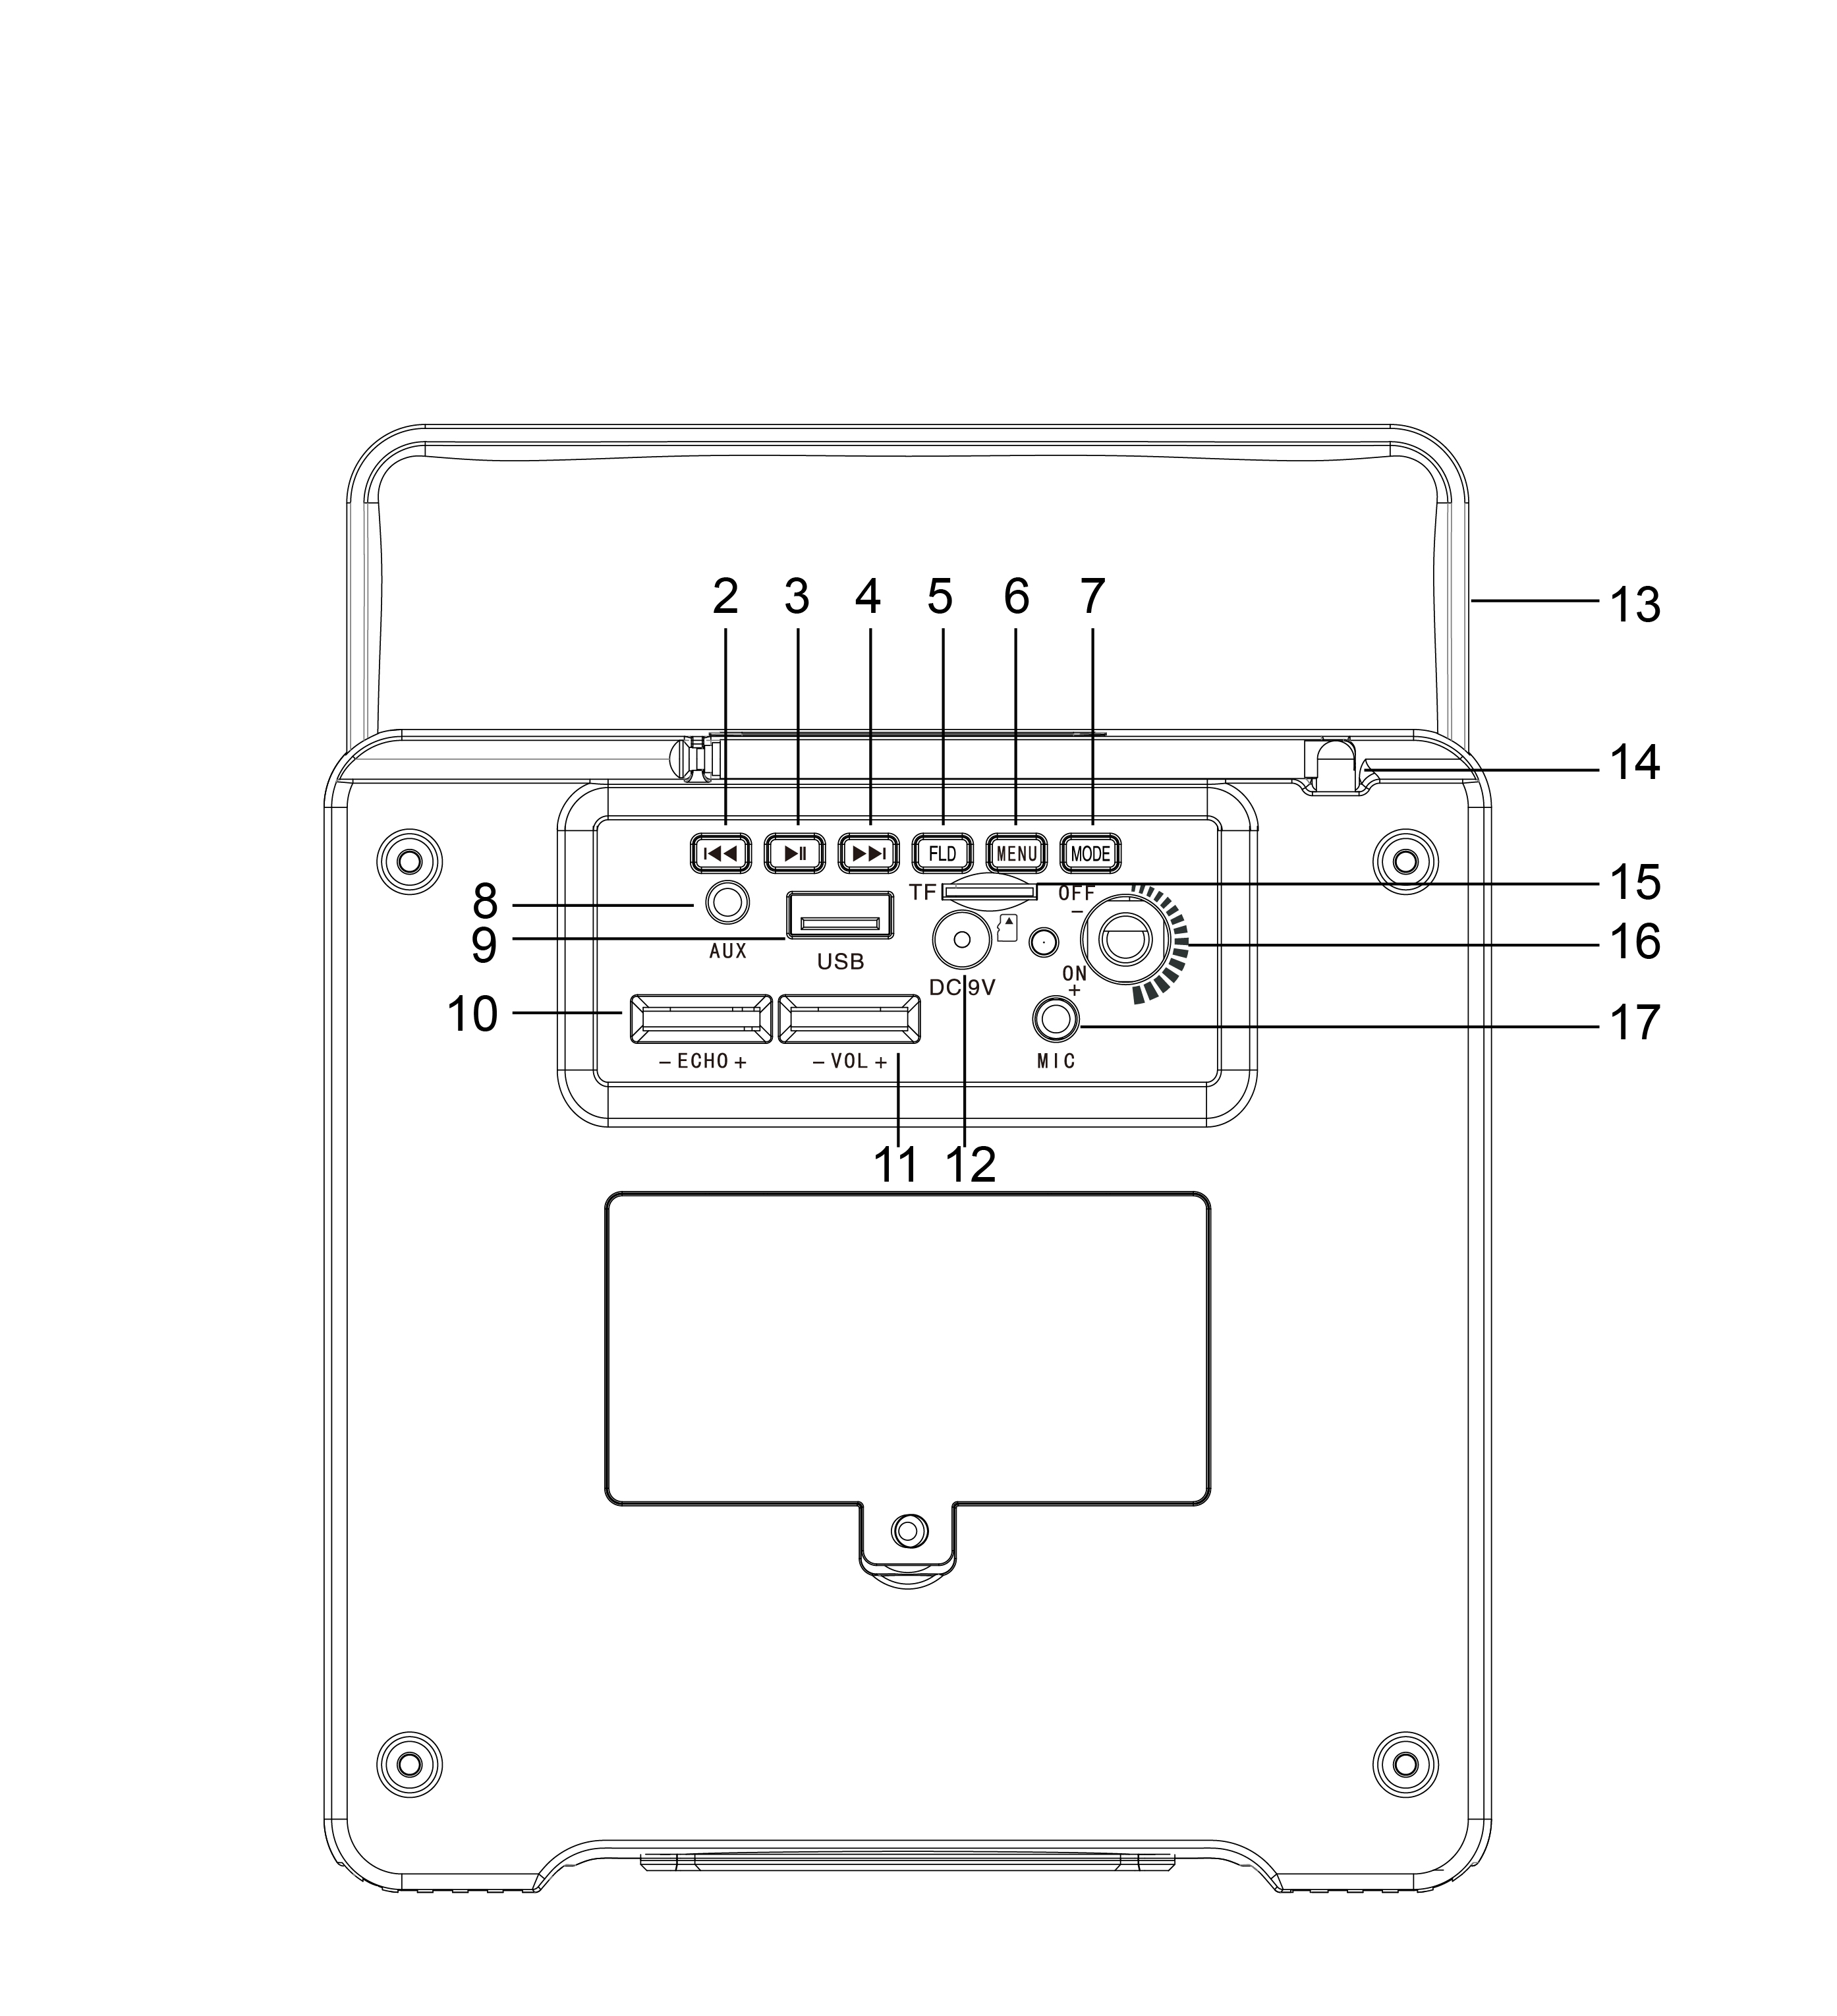 2 3 4 5 6 7
13
14
FLD MENU MODE
8
TF
OFF
15
−
9
AUX
USB
16
DC 9V
ON
+
10
17
− ECHO +
− VOL +
MIC
11 12